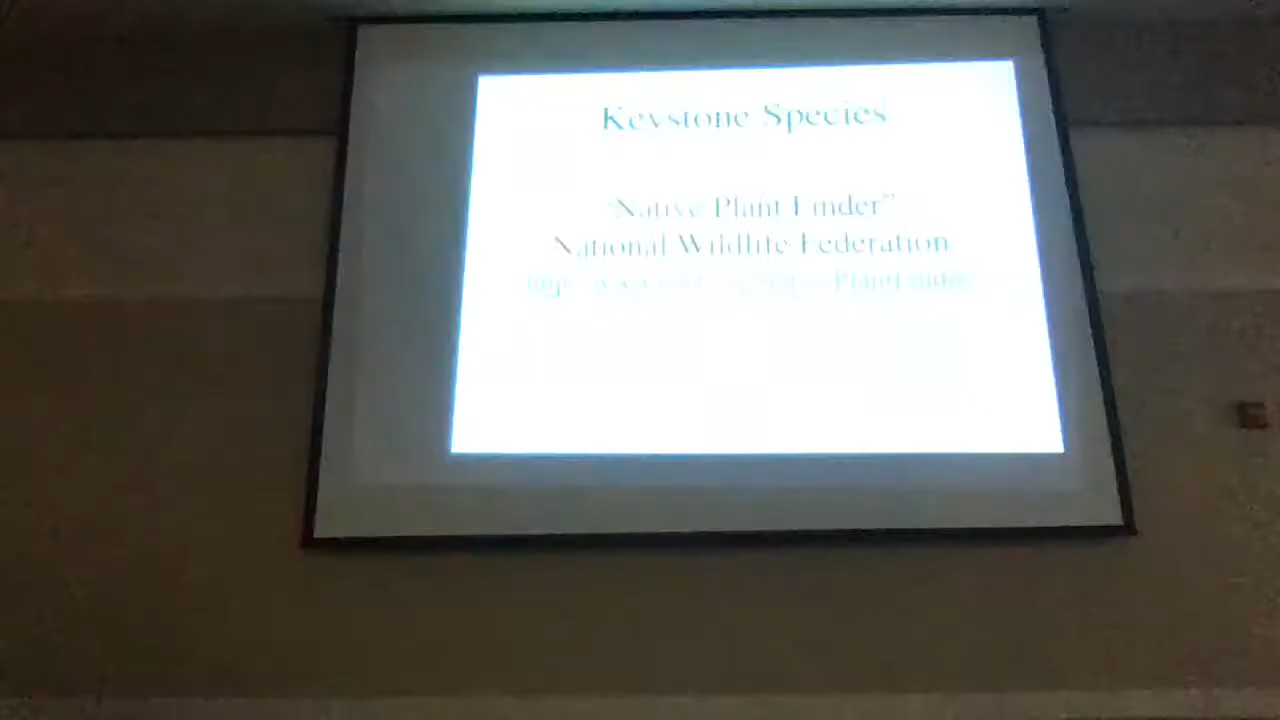 Keystone Species
"Native Plant Finder"
National Wildlife Federation